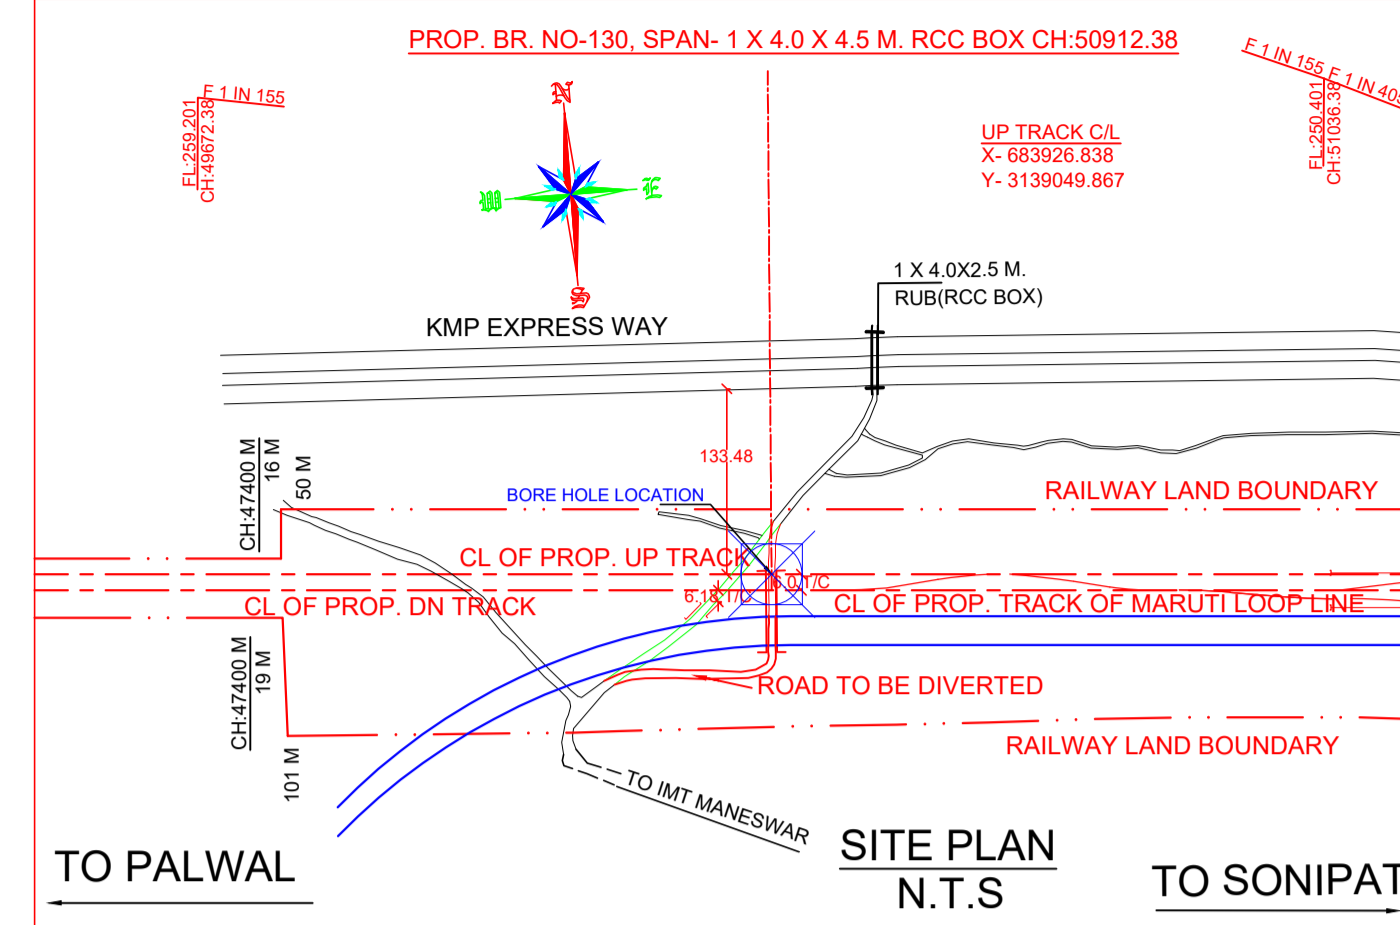 PROP. BR. NO-130, SPAN- 1 X 4.0 X 4.5 M. RCC BOX CH:50912.38
F 1 IN 155
FL:259.201
CH:49672.38
N
W
E
S
UP TRACK C/L
X- 683926.838
Y- 3139049.867
F 1 IN 155
F 1 IN 405
FL:250.401
CH:51036.38
1 X 4.0X2.5 M.
RUB(RCC BOX)
KMP EXPRESS WAY
133.48
CH:47400 M
16 M
50 M
BORE HOLE LOCATION
RAILWAY LAND BOUNDARY
CL OF PROP. UP TRACK
6.0 T/C
6.18 T/C
CL OF PROP. DN TRACK
CL OF PROP. TRACK OF MARUTI LOOP LINE
CH:47400 M
19 M
101 M
ROAD TO BE DIVERTED
RAILWAY LAND BOUNDARY
TO IMT MANESWAR
SITE PLAN
N.T.S
TO PALWAL
TO SONIPAT